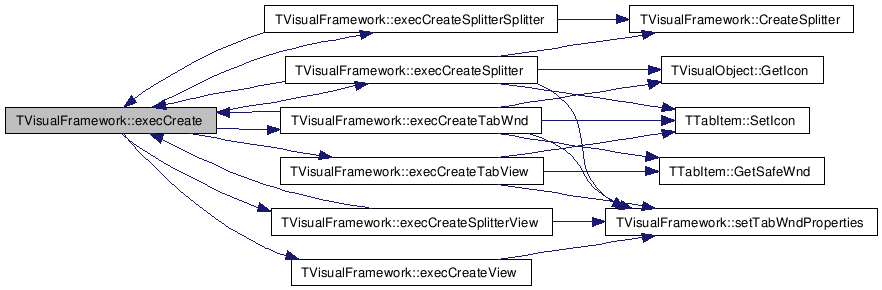 TVisualFramework::execCreateSplitterSplitter
TVisualFramework::CreateSplitter
TVisualFramework::execCreateSplitter
TVisualObject::GetIcon
TVisualFramework::execCreate
TVisualFramework::execCreateTabWnd
TTabItem::SetIcon
TVisualFramework::execCreateTabView
TTabItem::GetSafeWnd
TVisualFramework::execCreateSplitterView
TVisualFramework::setTabWndProperties
TVisualFramework::execCreateView